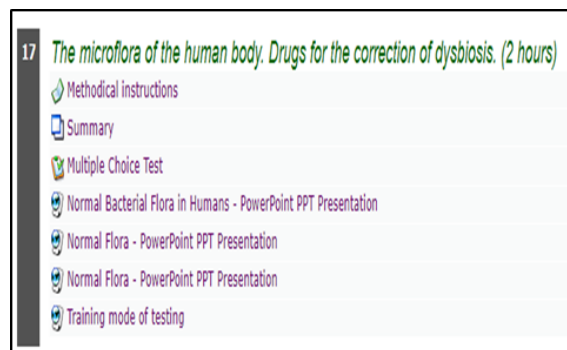 17 The microflora of the human body. Drugs for the correction of dysbiosis. (2 hours)
Methodical instructions
Summary
Multiple Choice Test
Normal Bacterial Flora in Humans - PowerPoint PPT Presentation
Normal Flora - PowerPoint PPT Presentation
Normal Flora - PowerPoint PPT Presentation
Training mode of testing